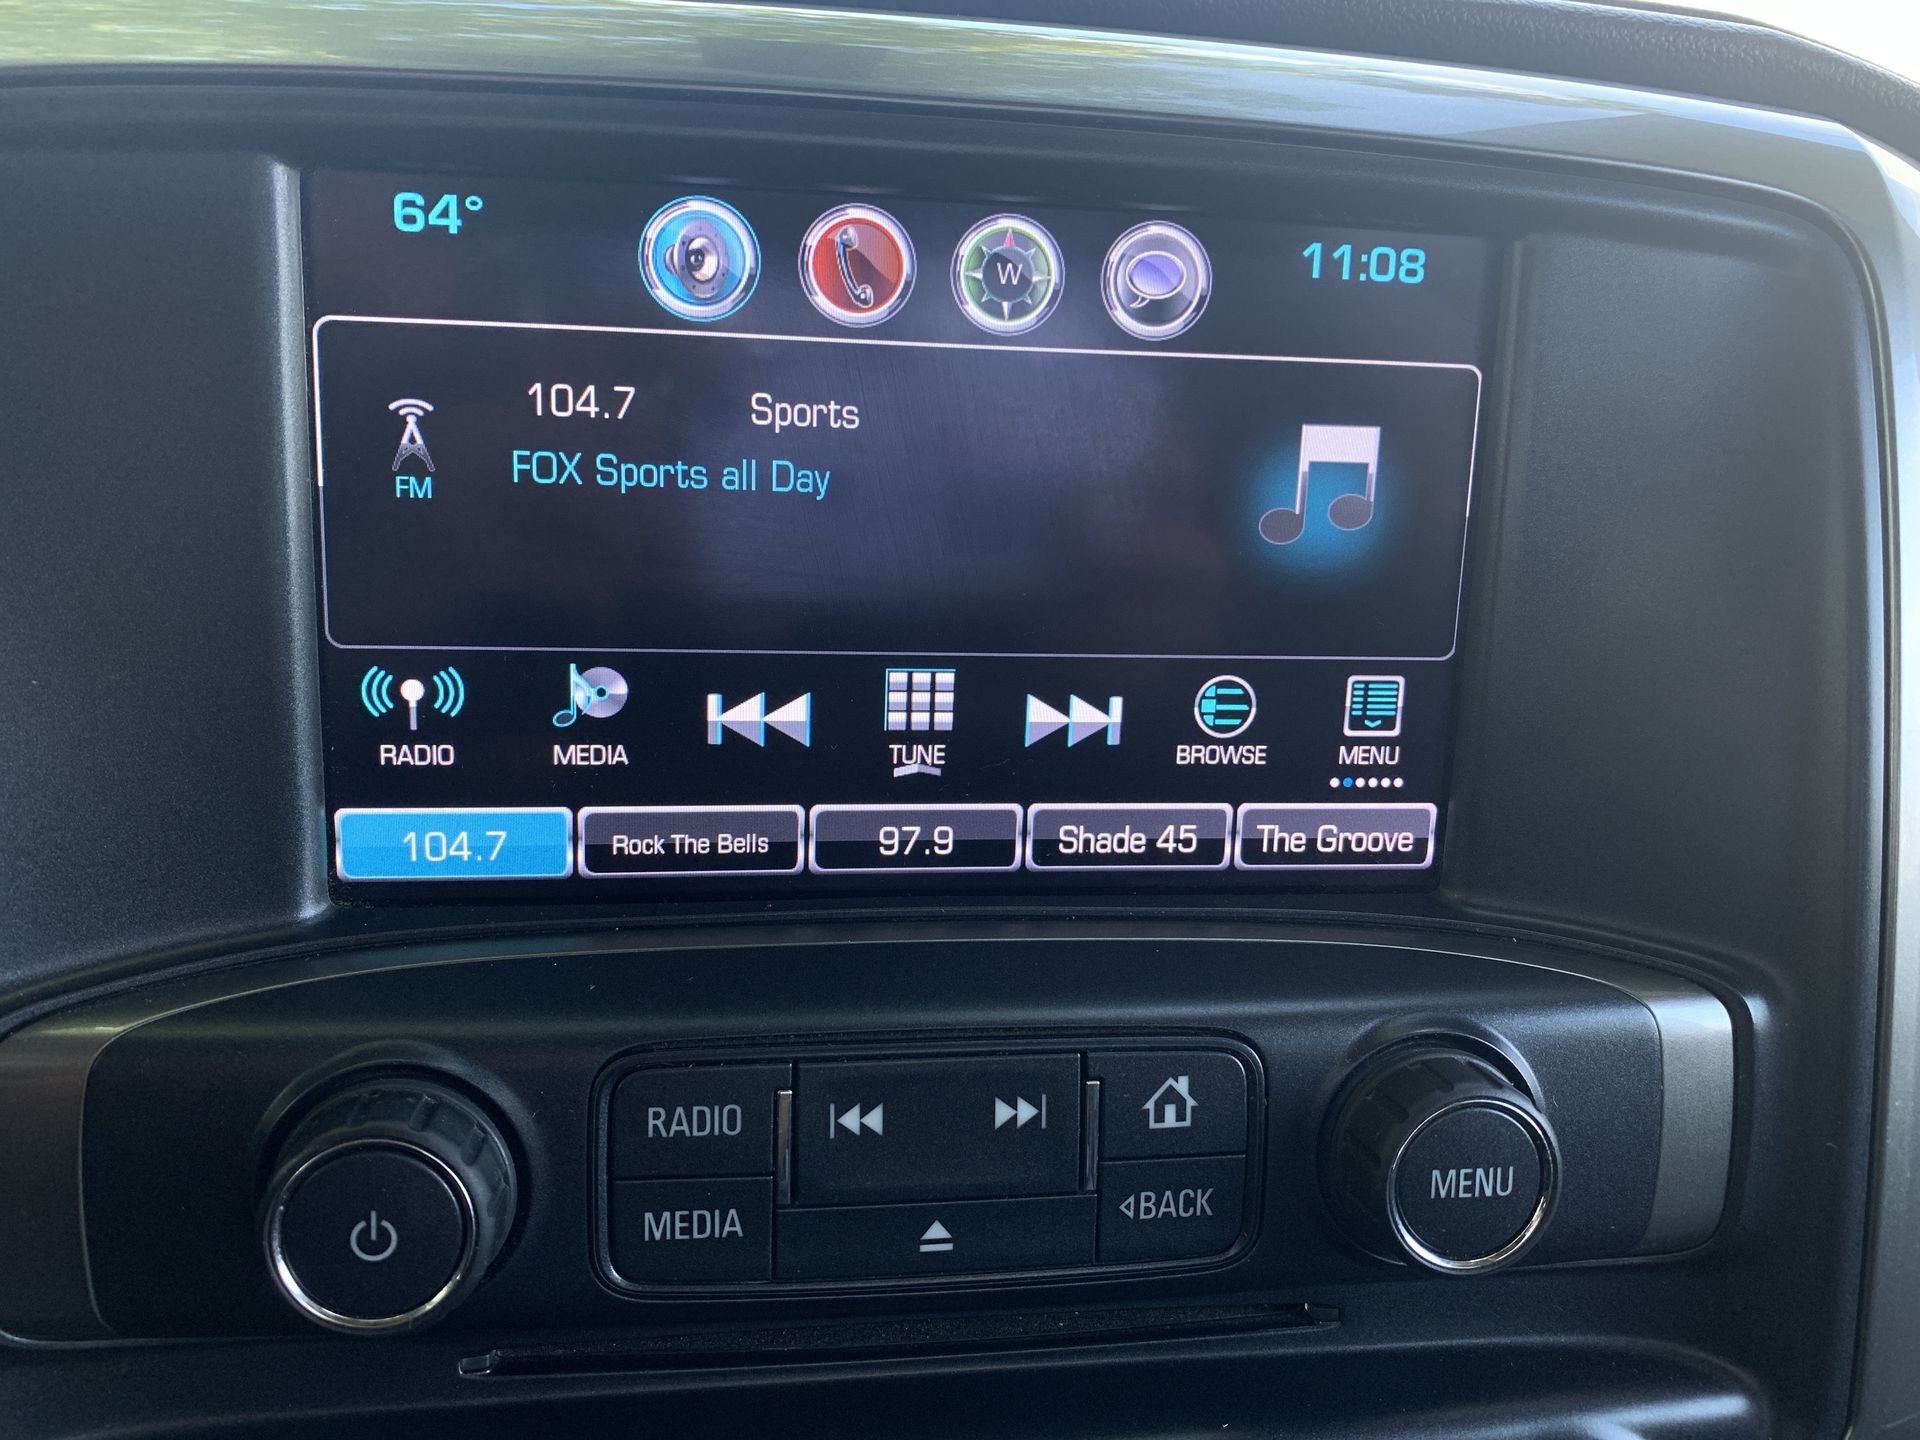 64°
W
11:08
104.7 Sports
FOX Sports all Day
FM
RADIO MEDIA TUNE BROWSE MENU
104.7 Rock The Bells 97.9 Shade 45 The Groove
RADIO
MEDIA
BACK
MENU